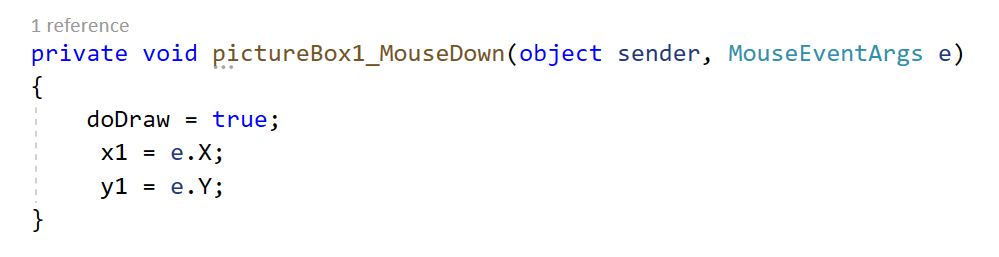 1 reference
private void pictureBox1_MouseDown(object sender, MouseEventArgs e)
{
doDraw = true;
x1 = e.X;
y1 = e.Y;
}